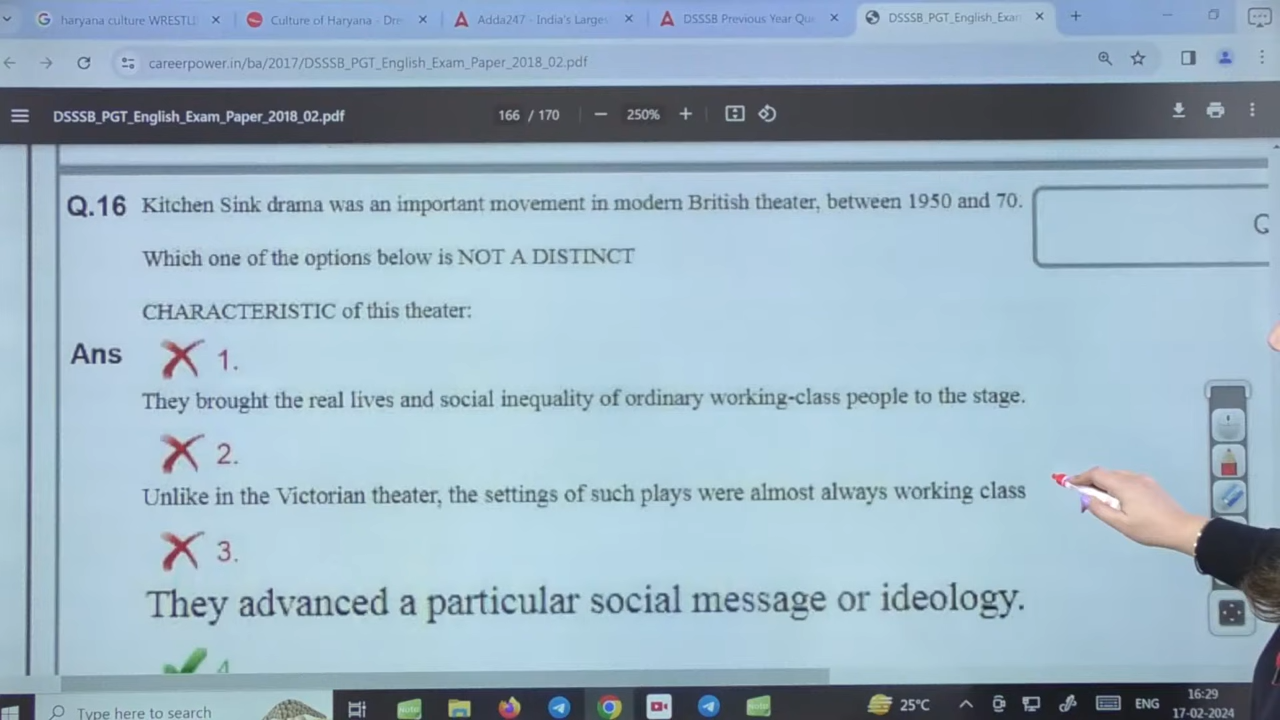 haryana culture WRESTL
Culture of Haryana - Dre
Adda247 - India's Larges
DSSSB Previous Year Que
DSSSB_PGT_English_Exam
careerpower.in/ba/2017/DSSSB_PGT_English_Exam_Paper_2018_02.pdf
DSSSB_PGT_English_Exam_Paper_2018_02.pdf
166 / 170
250%
Q.16 Kitchen Sink drama was an important movement in modern British theater, between 1950 and 70.
Which one of the options below is NOT A DISTINCT
CHARACTERISTIC of this theater:
Ans 1.
They brought the real lives and social inequality of ordinary working-class people to the stage.
2.
Unlike in the Victorian theater, the settings of such plays were almost always working class
3.
They advanced a particular social message or ideology.
4
Type here to search
25°C
ENG
16:29
17-02-2024